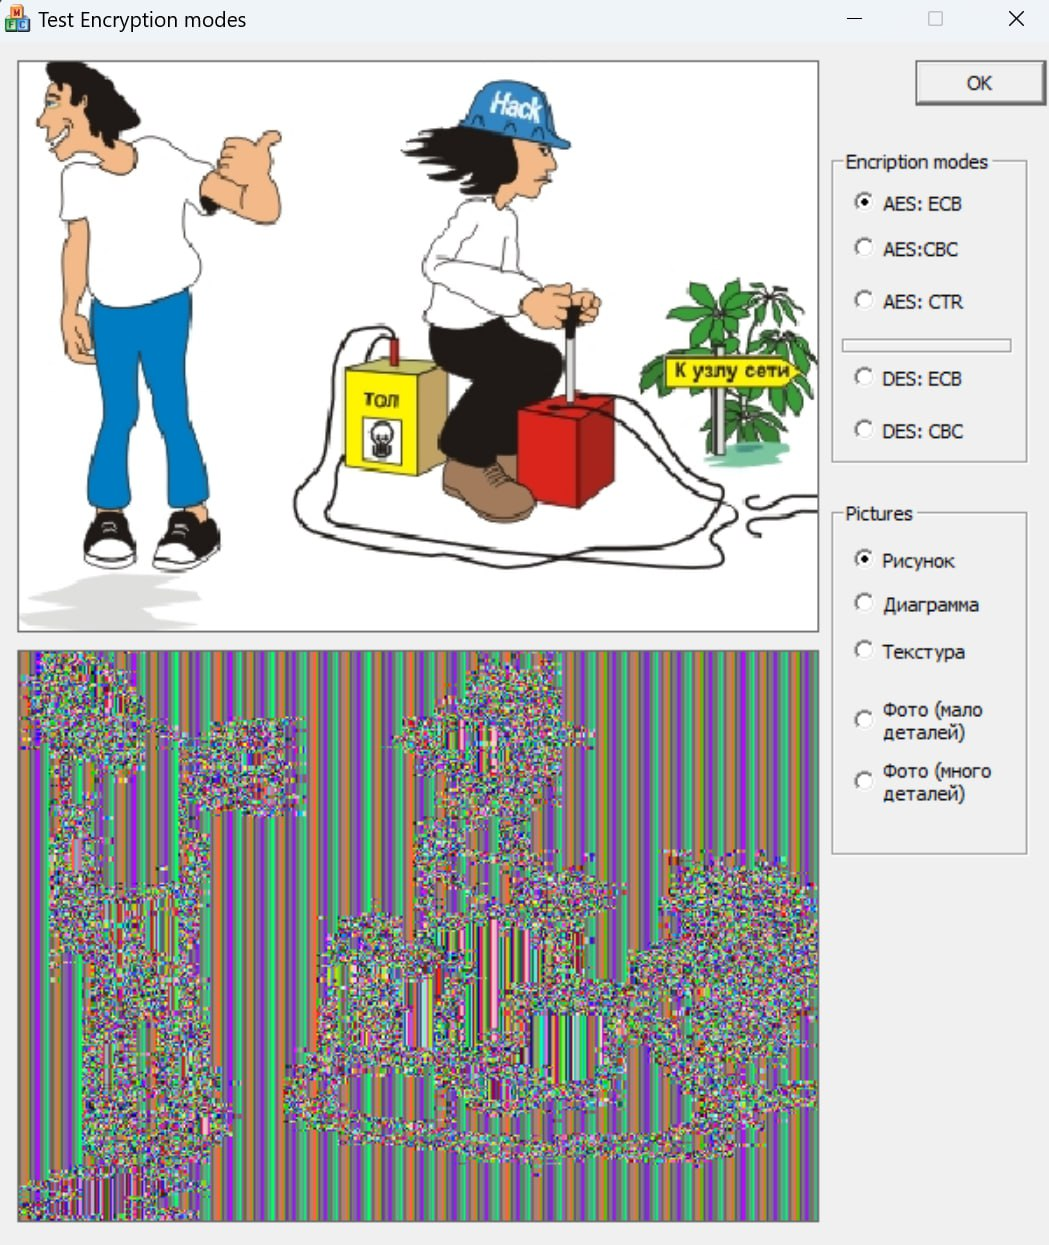 Test Encryption modes
Hack
ТОЛ
К узлу сети
OK
Encription modes
AES: ECB
AES:CBC
AES: CTR
DES: ECB
DES: CBC
Pictures
Рисунок
Диаграмма
Текстура
Фото (мало
деталей)
Фото (много
деталей)